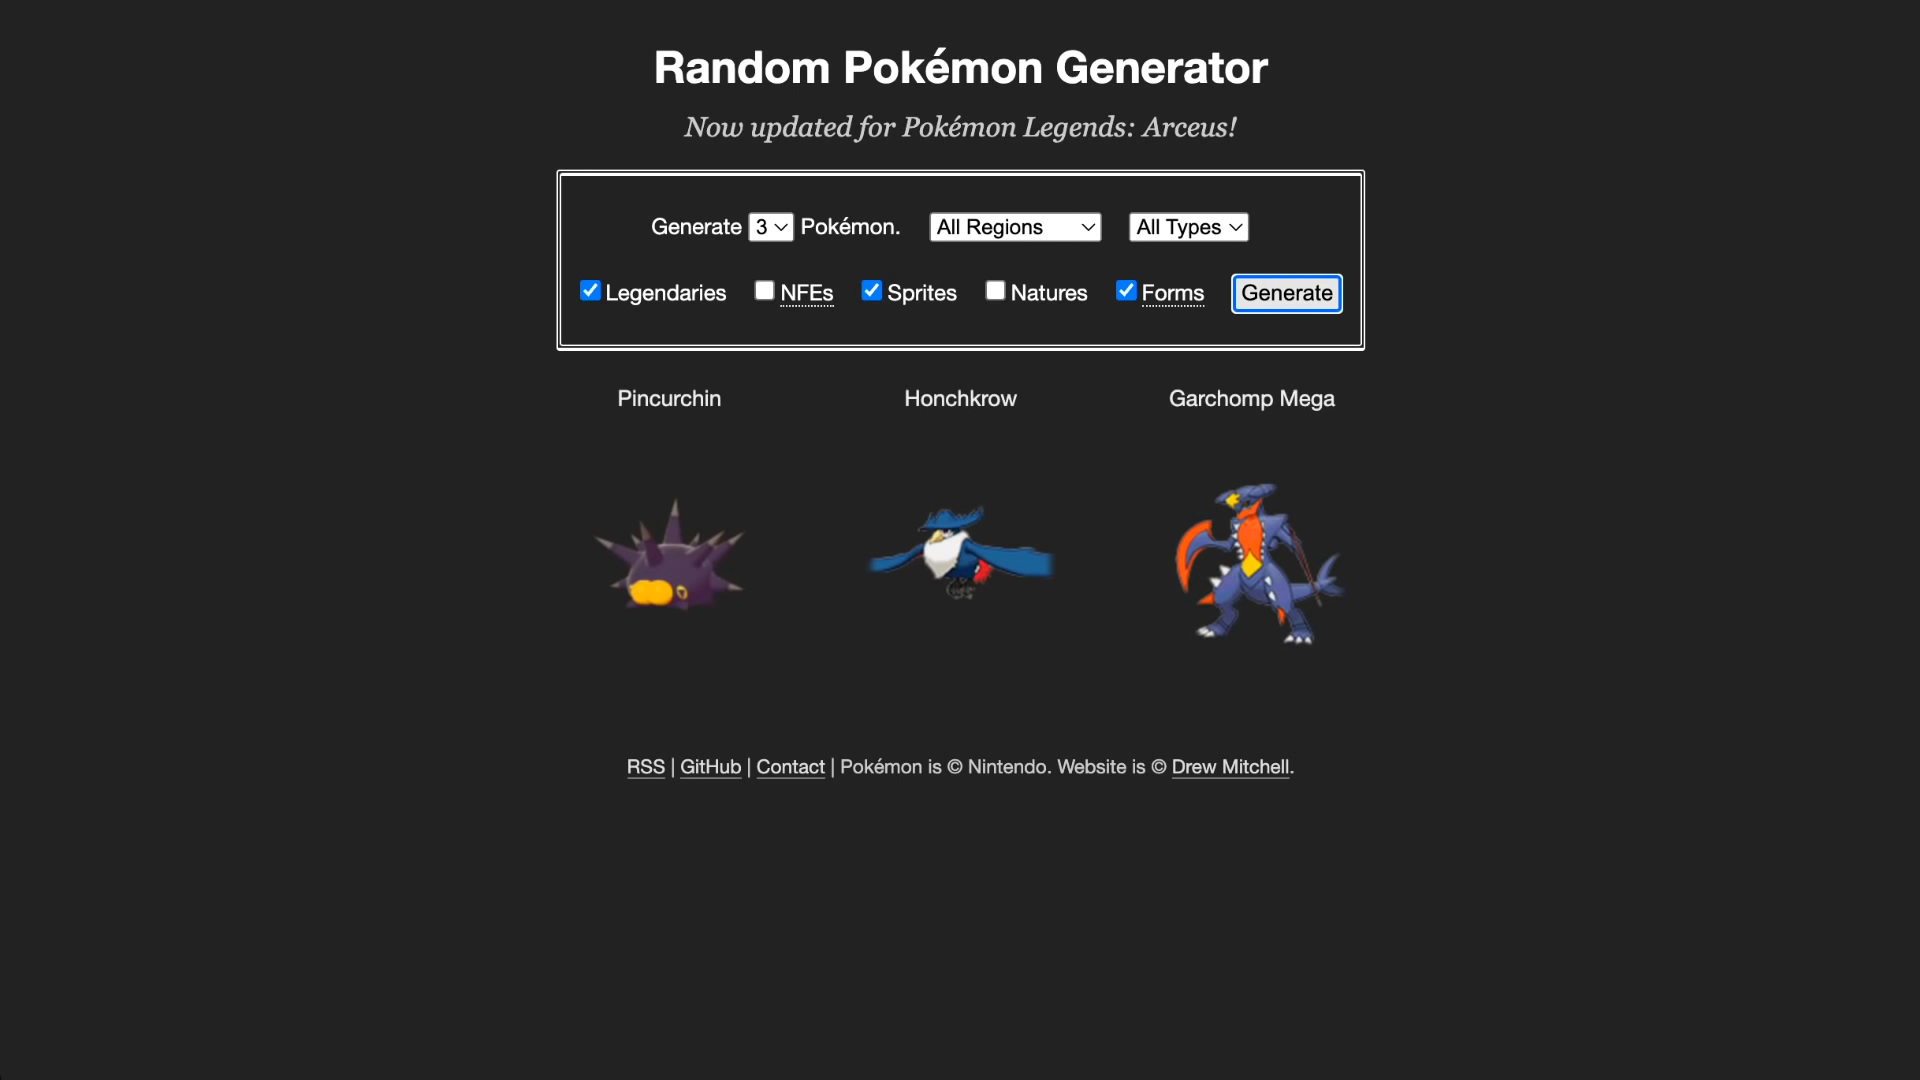 Random Pokémon Generator
Now updated for Pokémon Legends: Arceus!
Generate 3 Pokémon. All Regions All Types
Legendaries NFEs Sprites Natures Forms Generate
Pincurchin Honchkrow Garchomp Mega
RSS | GitHub | Contact | Pokémon is © Nintendo. Website is © Drew Mitchell.